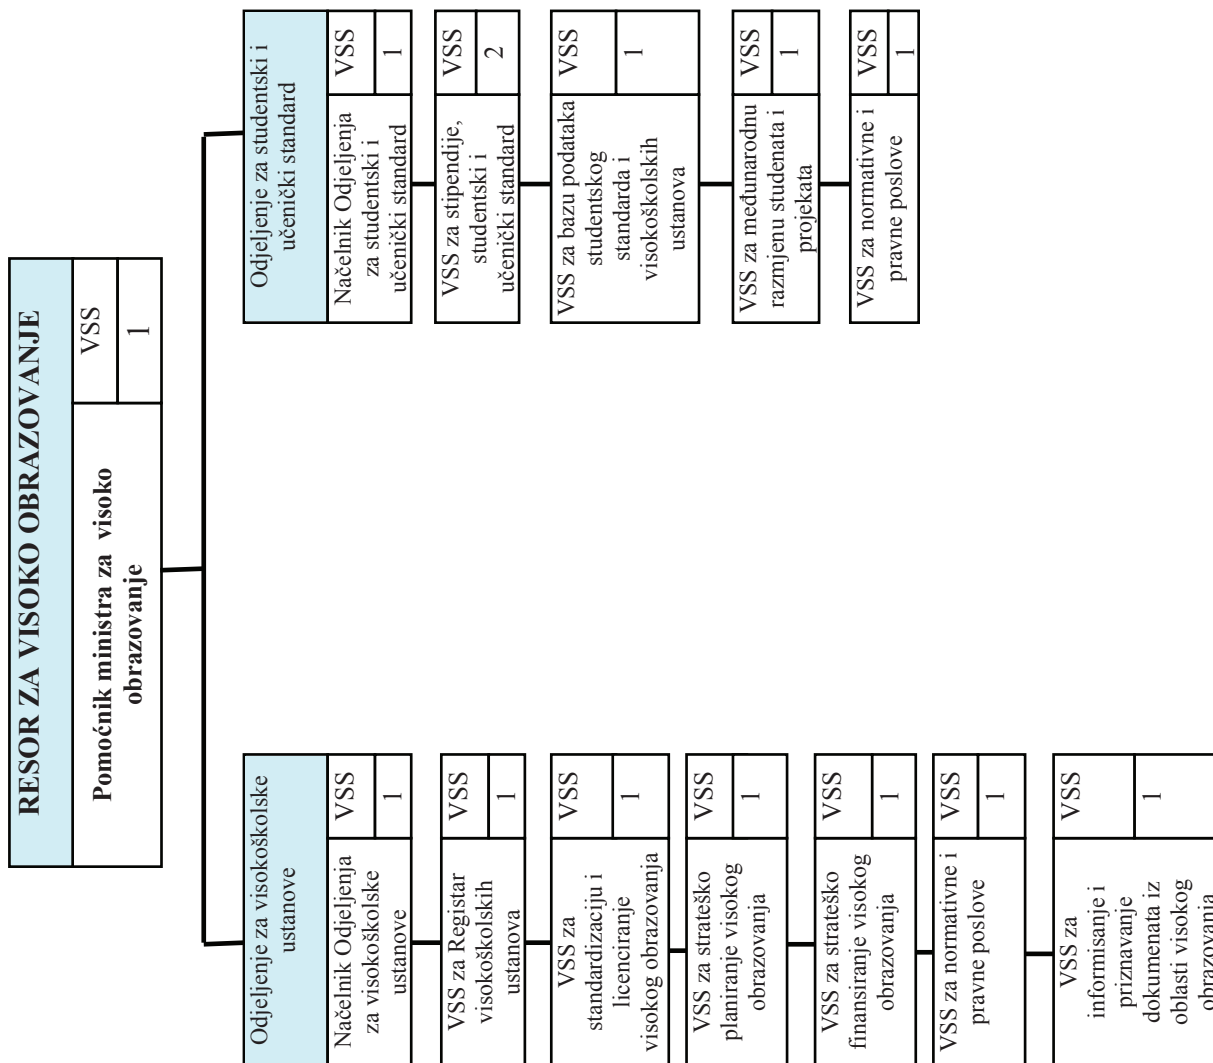 RESOR ZA VISOKO OBRAZOVANJE
Pomoćnik ministra za visoko
obrazovanje
VSS
1
Odjeljenje za visokoškolske
ustanove
Načelnik Odjeljenja
za visokoškolske
ustanove
VSS
1
VSS za Registar
visokoškolskih
ustanova
VSS
1
VSS za
standardizaciju i
licenciranje
visokog obrazovanja
VSS
1
VSS za strateško
planiranje visokog
obrazovanja
VSS
1
VSS za strateško
finansiranje visokog
obrazovanja
VSS
1
VSS za normativne i
pravne poslove
VSS
1
VSS za
informisanje i
priznavanje
dokumenata iz
oblasti visokog
obrazovanja
VSS
1
Odjeljenje za studentski i
učenički standard
Načelnik Odjeljenja
za studentski i
učenički standard
VSS
1
VSS za stipendije,
studentski i
učenički standard
VSS
2
VSS za bazu podataka
studentskog
standarda i
visokoškolskih
ustanova
VSS
1
VSS za međunarodnu
razmjenu studenata i
projekata
VSS
1
VSS za normativne i
pravne poslove
VSS
1